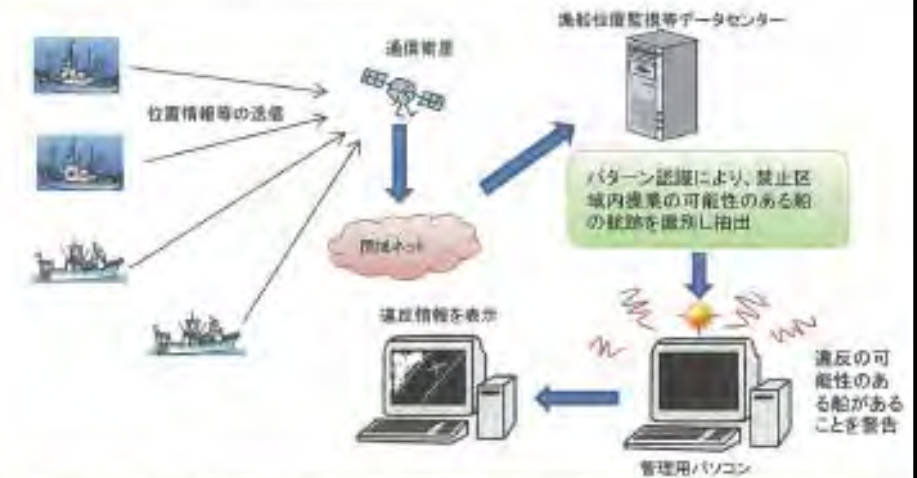 漁船位置監視等データセンター
通信衛星
位置情報等の送信
パターン認識により、禁止区
域内操業の可能性のある船
の航跡を識別し抽出
閉域ネット
違反情報を表示
違反の可
能性のあ
る船がある
ことを警告
管理用パソコン